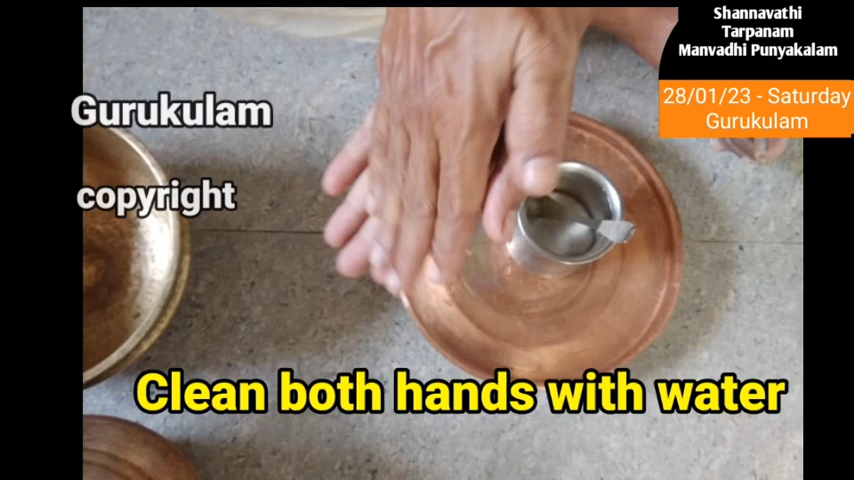 Shannavathi
Tarpanam
Manvadhi Punyakalam
28/01/23 - Saturday
Gurukulam
Gurukulam
copyright
Clean both hands with water